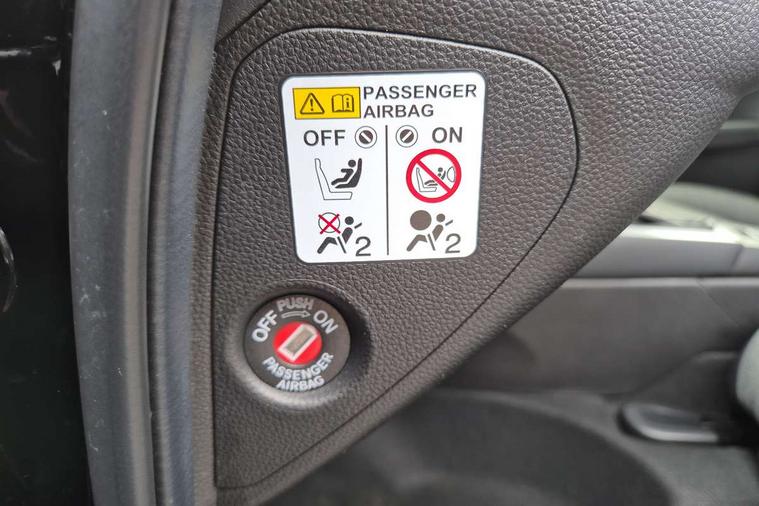 PASSENGER
AIRBAG
OFF ON
2 2
PUSH
OFF ON
PASSENGER
AIRBAG